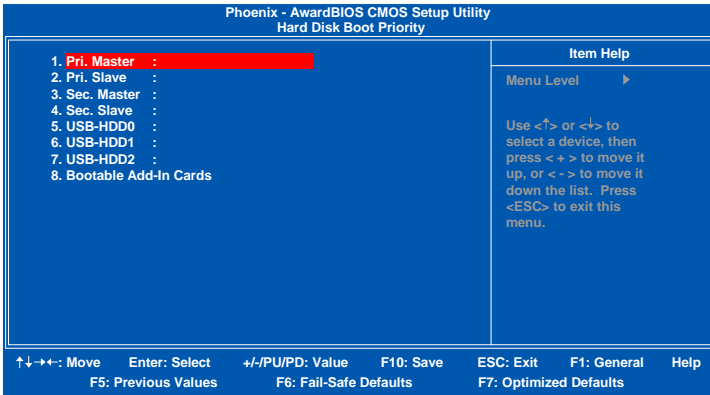 Phoenix - AwardBIOS CMOS Setup Utility
Hard Disk Boot Priority
1. Pri. Master :
2. Pri. Slave :
3. Sec. Master :
4. Sec. Slave :
5. USB-HDD0 :
6. USB-HDD1 :
7. USB-HDD2 :
8. Bootable Add-In Cards
Item Help
Menu Level ▶
Use <↑> or <↓> to
select a device, then
press < + > to move it
up, or < - > to move it
down the list. Press
<ESC> to exit this
menu.
↑↓→←: Move Enter: Select +/-/PU/PD: Value F10: Save ESC: Exit F1: General Help
F5: Previous Values F6: Fail-Safe Defaults F7: Optimized Defaults